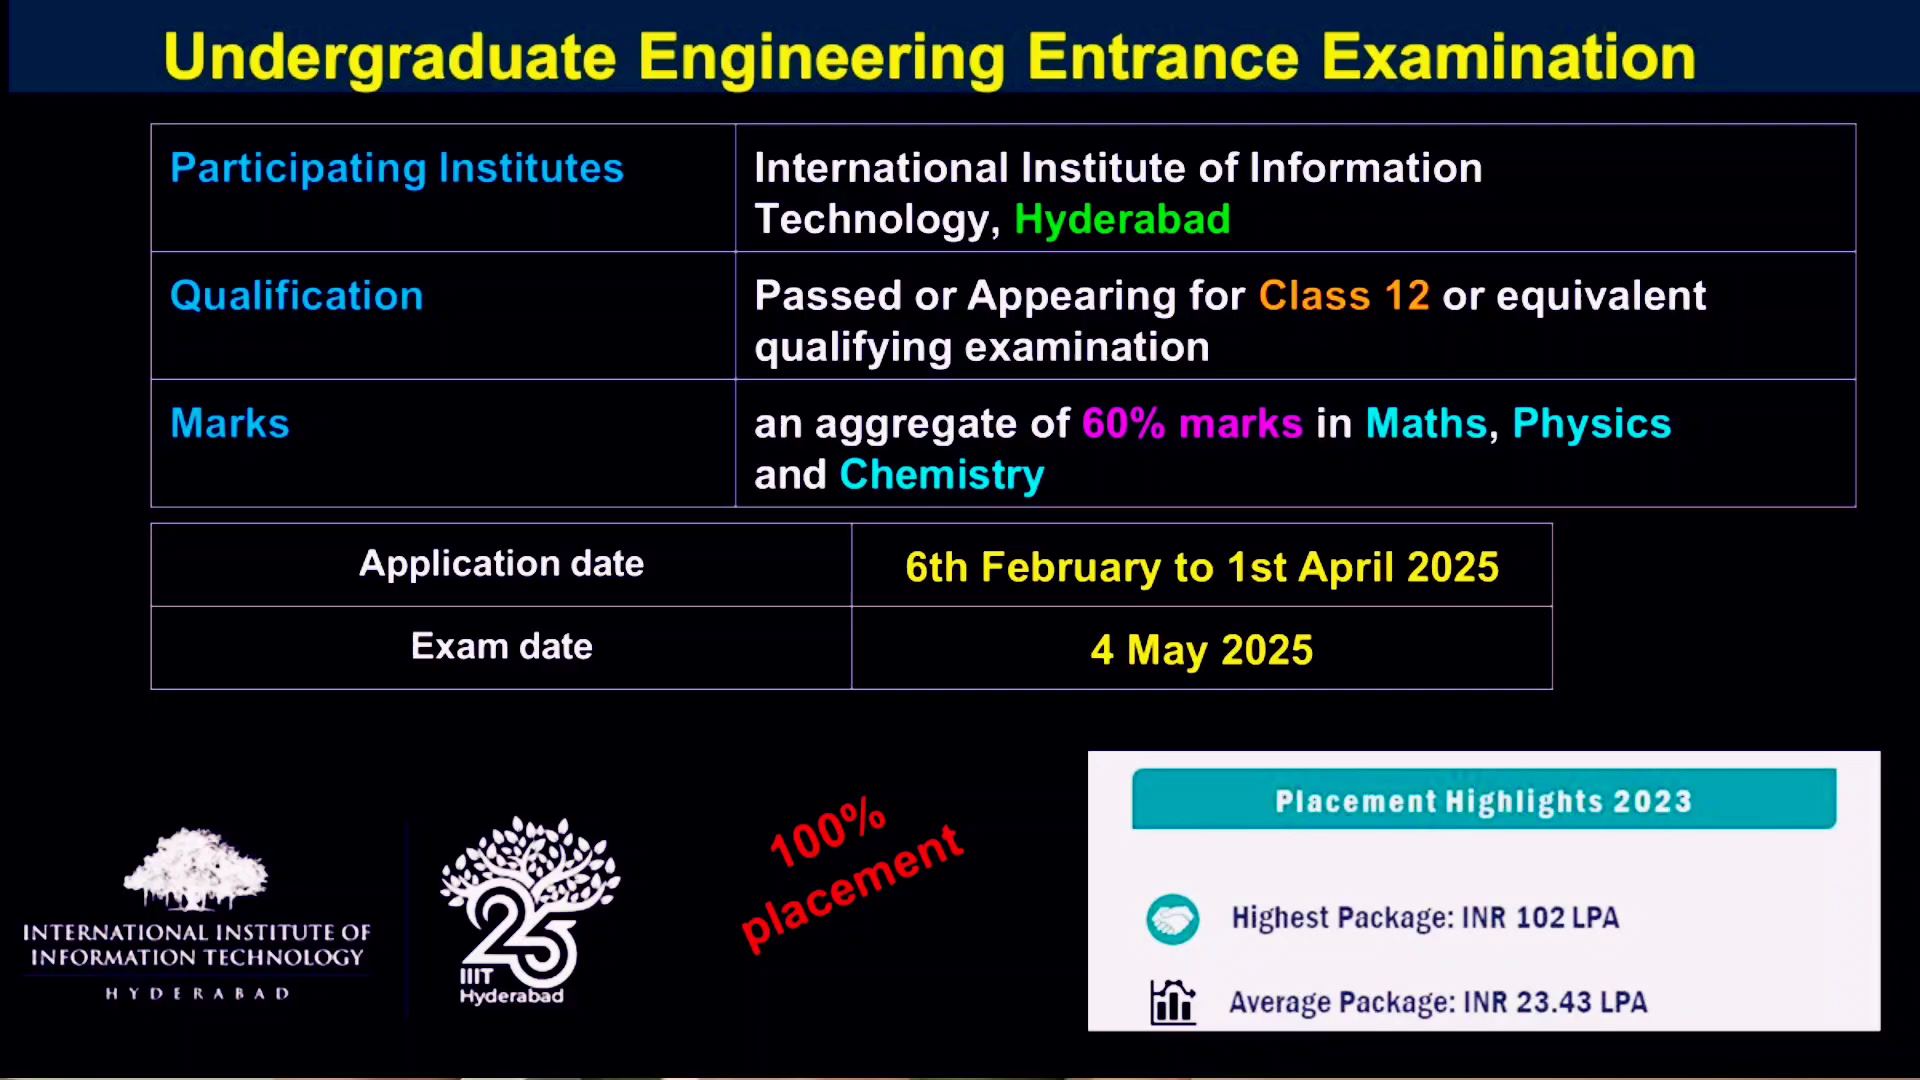 Undergraduate Engineering Entrance Examination
Participating Institutes
International Institute of Information
Technology, Hyderabad
Qualification
Passed or Appearing for Class 12 or equivalent
qualifying examination
Marks
an aggregate of 60% marks in Maths, Physics
and Chemistry
Application date
6th February to 1st April 2025
Exam date
4 May 2025
INTERNATIONAL INSTITUTE OF
INFORMATION TECHNOLOGY
HYDERABAD
25
IIIT
Hyderabad
100%
placement
Placement Highlights 2023
Highest Package: INR 102 LPA
Average Package: INR 23.43 LPA